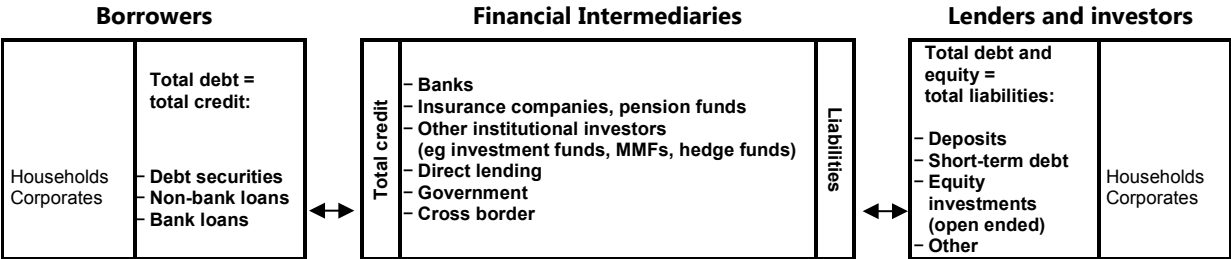 Borrowers
Households
Corporates
Total debt =
total credit:
– Debt securities
– Non-bank loans
– Bank loans
Financial Intermediaries
Total credit
– Banks
– Insurance companies, pension funds
– Other institutional investors
(eg investment funds, MMFs, hedge funds)
– Direct lending
– Government
– Cross border
Liabilities
Lenders and investors
Total debt and
equity =
total liabilities:
– Deposits
– Short-term debt
– Equity
investments
(open ended)
– Other
Households
Corporates